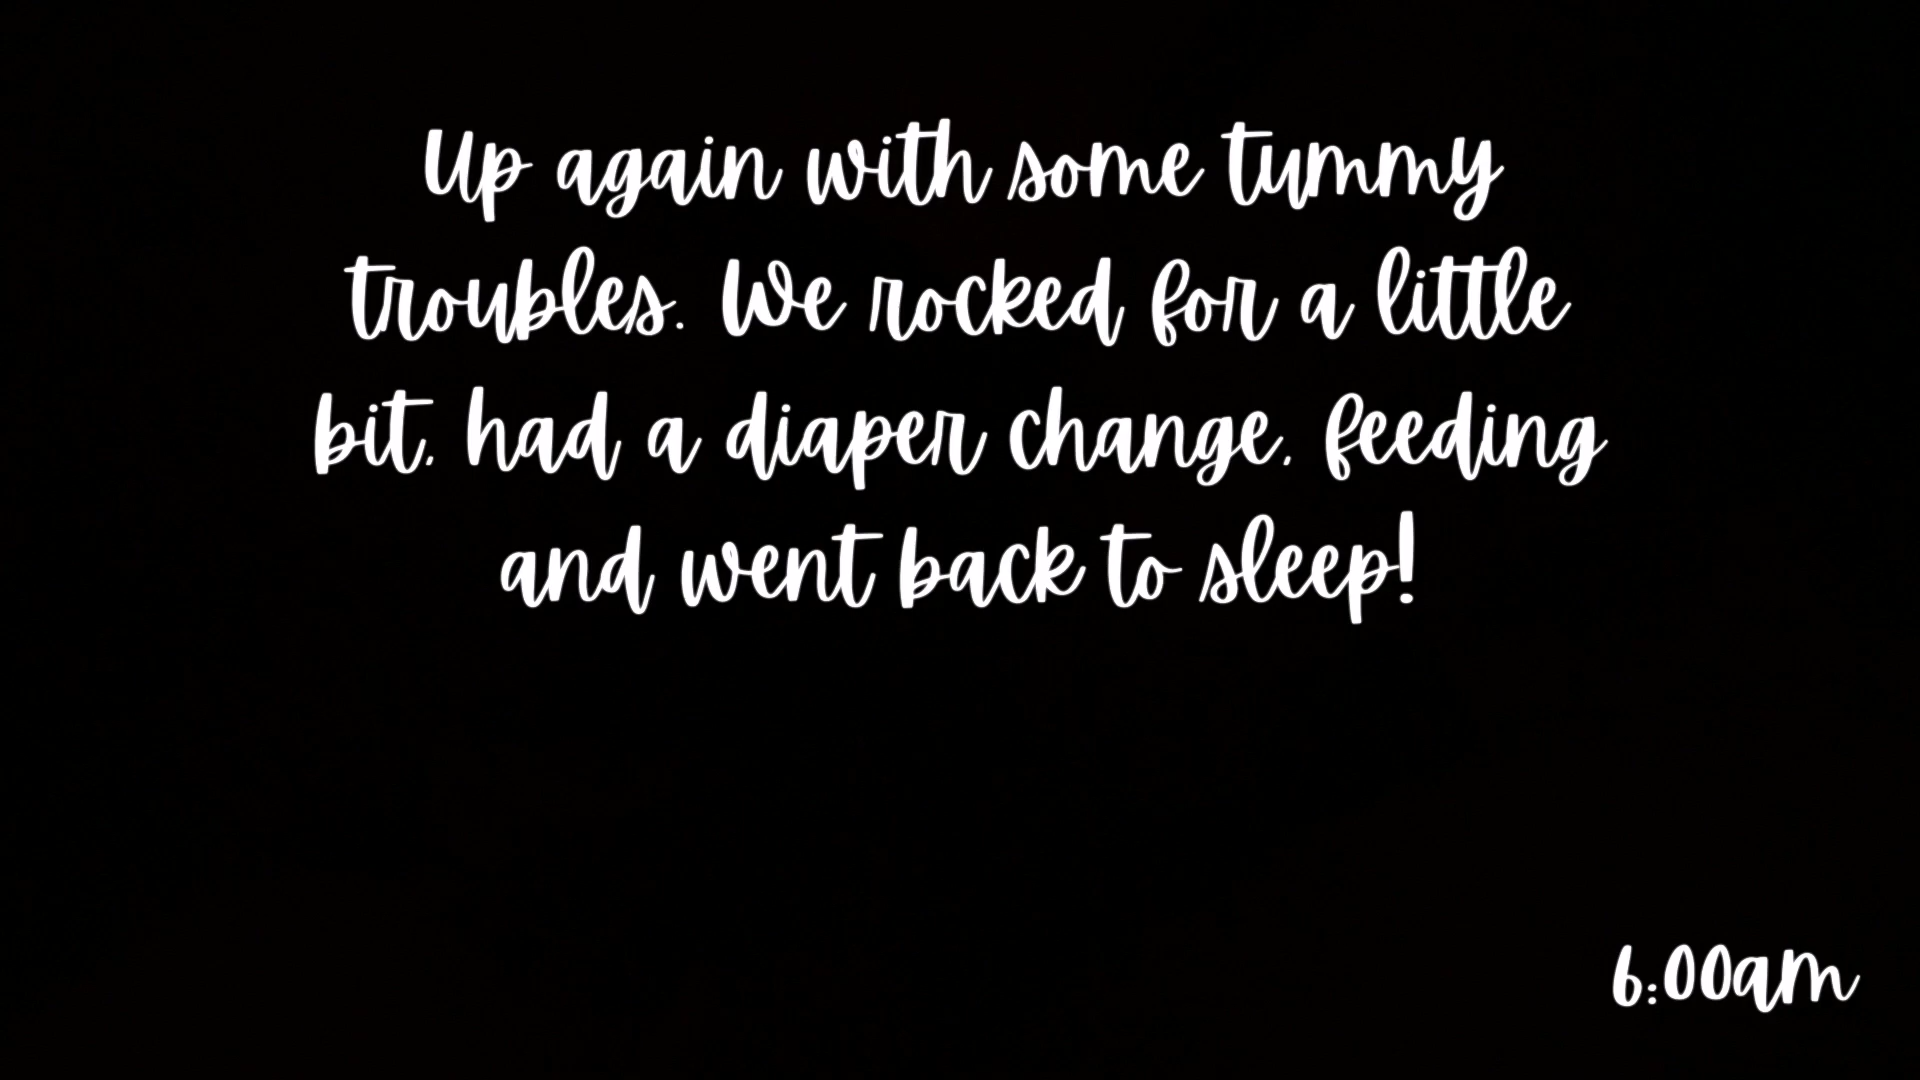 Up again with some tummy
troubles. We rocked for a little
bit, had a diaper change, feeding
and went back to sleep!
6:00am